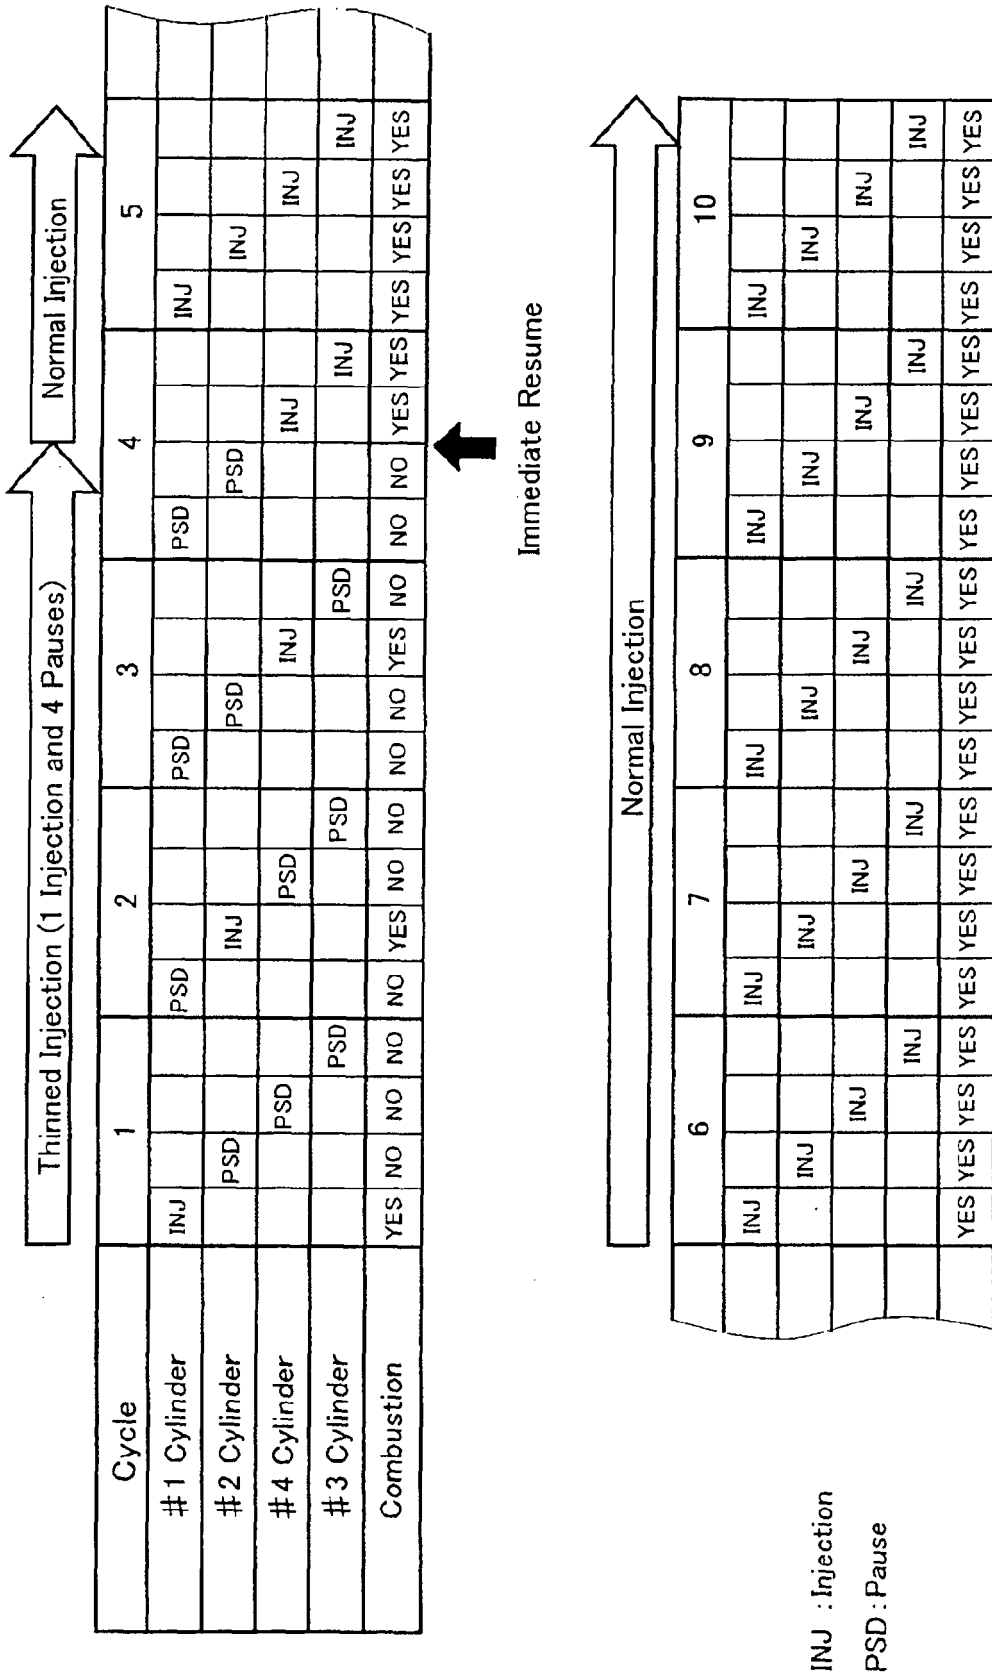 Thinned Injection (1 Injection and 4 Pauses) Normal Injection
Cycle 1 2 3 4 5
#1 Cylinder INJ PSD PSD PSD INJ
#2 Cylinder PSD INJ PSD PSD INJ
#4 Cylinder PSD PSD INJ INJ INJ
#3 Cylinder PSD PSD PSD INJ INJ
Combustion YES NO NO NO NO YES NO NO NO NO YES NO NO NO YES YES YES YES YES YES
Immediate Resume
Normal Injection
6 7 8 9 10
INJ INJ INJ INJ INJ
INJ INJ INJ INJ INJ
INJ INJ INJ INJ INJ
INJ INJ INJ INJ INJ
YES YES YES YES YES YES YES YES YES YES YES YES YES YES YES YES YES YES YES YES
INJ : Injection
PSD : Pause